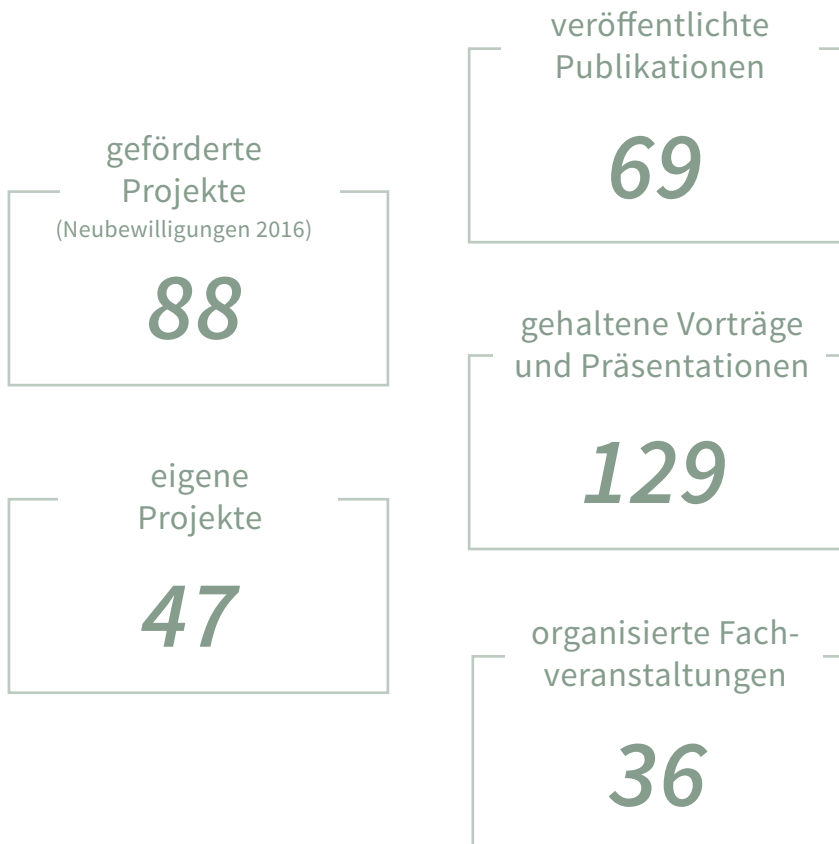 geförderte
Projekte
(Neubewilligungen 2016)
88
eigene
Projekte
47
veröffentlichte
Publikationen
69
gehaltene Vorträge
und Präsentationen
129
organisierte Fach-
veranstaltungen
36